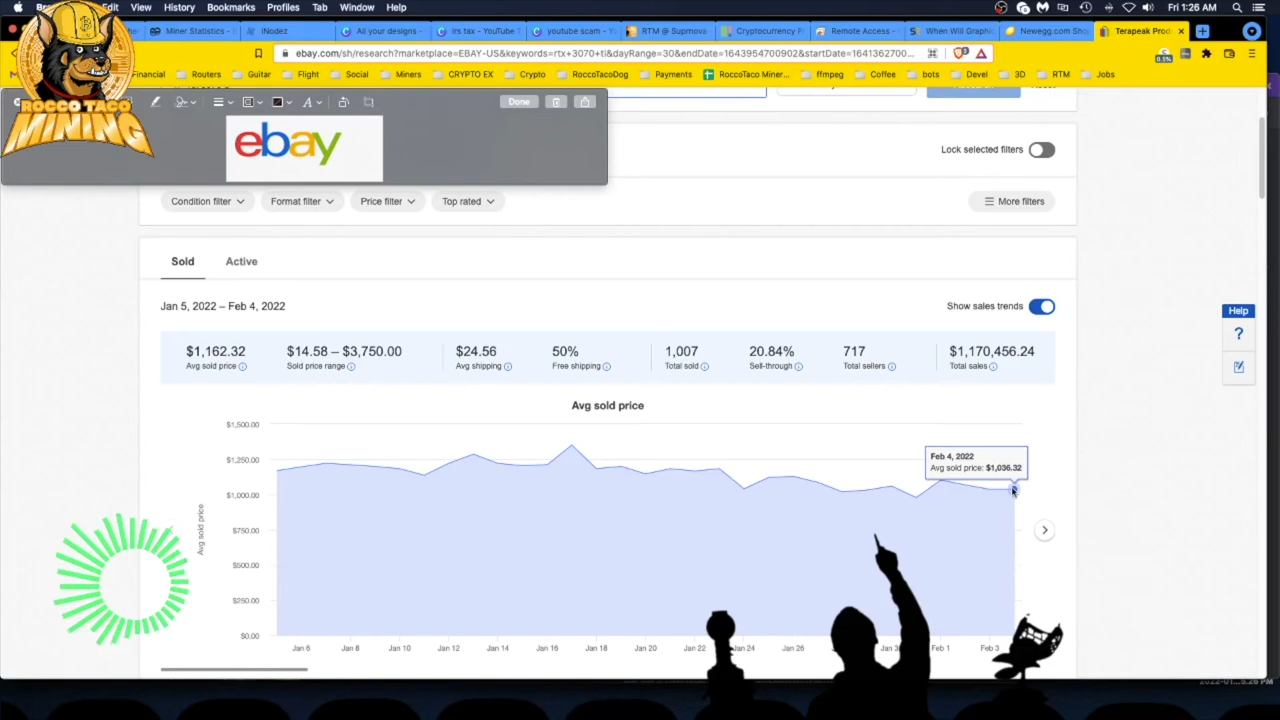 Edit View History Bookmarks Profiles Tab Window Help Fri 1:26 AM
Miner Statistics - iNodez All your designs - irs tax - YouTube youtube scam - Yo RTM @ Suprnova Cryptocurrency P Remote Access - When Will Graphic Newegg.com Sho Terapeak Prod
ebay.com/sh/research?marketplace=EBAY-US&keywords=rtx+3070+ti&dayRange=30&endDate=1643954700902&startDate=1641362700...
Financial Routers Guitar Flight Social Miners CRYPTO EX Crypto RoccoTacoDog Payments RoccoTaco Miner... ffmpeg Coffee bots Devel 3D RTM Jobs
ROCCO TACO
MINING
Done
ebay
Lock selected filters
Condition filter Format filter Price filter Top rated More filters
Sold Active
Jan 5, 2022 – Feb 4, 2022 Show sales trends
Help
$1,162.32 $14.58 – $3,750.00 $24.56 50% 1,007 20.84% 717 $1,170,456.24
Avg sold price Sold price range Avg shipping Free shipping Total sold Sell-through Total sellers Total sales
Avg sold price
$1,500.00
$1,250.00
$1,000.00
$750.00
$500.00
$250.00
$0.00
Avg sold price
Feb 4, 2022
Avg sold price: $1,036.32
Jan 6 Jan 8 Jan 10 Jan 12 Jan 14 Jan 16 Jan 18 Jan 20 Jan 22 Jan 24 Jan 26 Feb 1 Feb 3